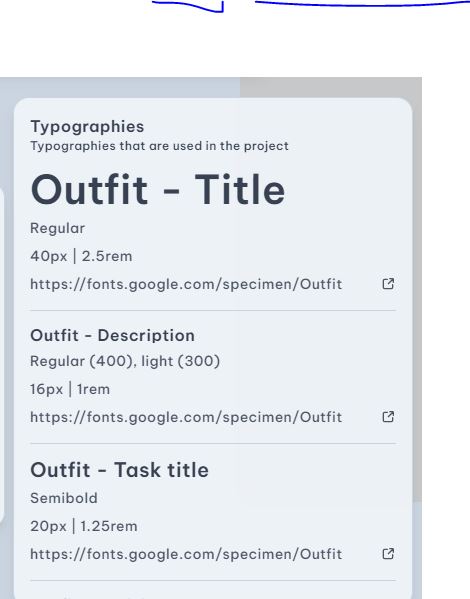 Typographies
Typographies that are used in the project
Outfit - Title
Regular
40px | 2.5rem
https://fonts.google.com/specimen/Outfit
Outfit - Description
Regular (400), light (300)
16px | 1rem
https://fonts.google.com/specimen/Outfit
Outfit - Task title
Semibold
20px | 1.25rem
https://fonts.google.com/specimen/Outfit